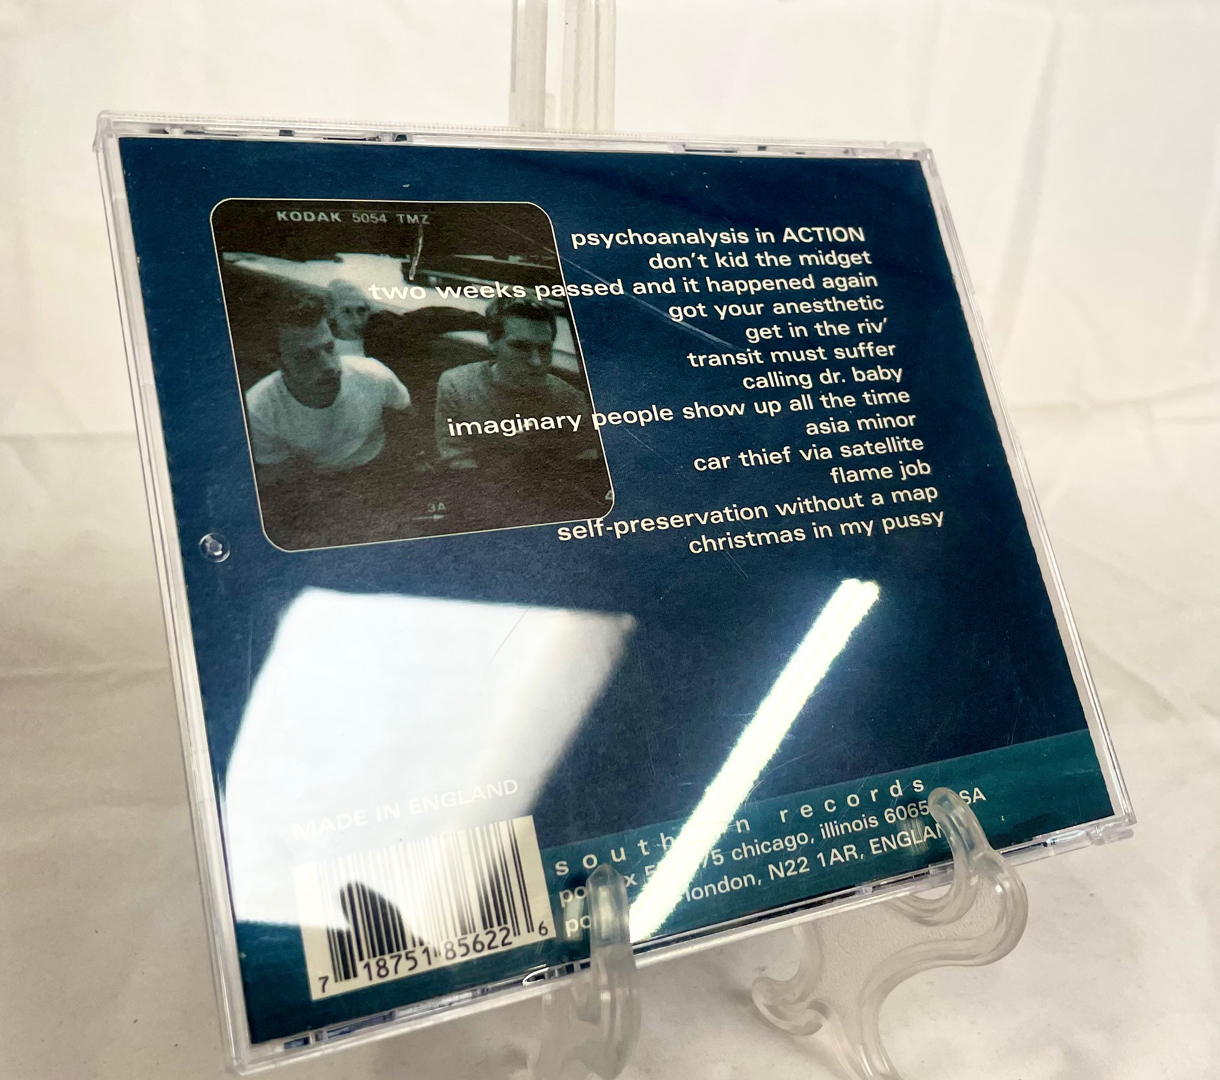 KODAK 5054 TMZ
psychoanalysis in ACTION
don't kid the midget
two weeks passed and it happened again
got your anesthetic
get in the riv'
transit must suffer
calling dr. baby
imaginary people show up all the time
asia minor
car thief via satellite
flame job
self-preservation without a map
christmas in my pussy
3A
MADE IN ENGLAND
southern records
chicago, illinois
london, N22 1AR, ENGLAND
7 18751 85622 6